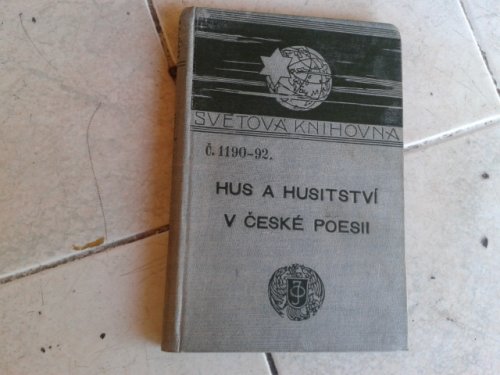 SVĚTOVÁ KNIHOVNA
Č. 1190-92.
HUS A HUSITSTVÍ
V ČESKÉ POESII